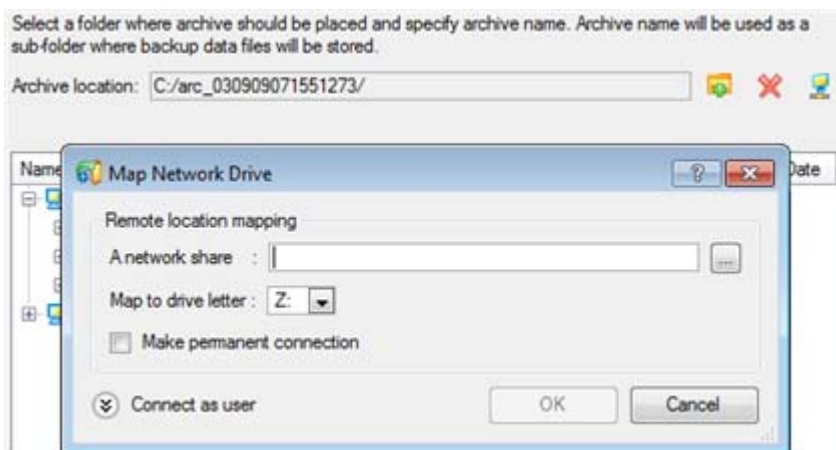 Select a folder where archive should be placed and specify archive name. Archive name will be used as a
sub-folder where backup data files will be stored.
Archive location: C:/arc_030909071551273/
Name Date
Map Network Drive ?
Remote location mapping
A network share : ...
Map to drive letter : Z:
Make permanent connection
Connect as user OK Cancel